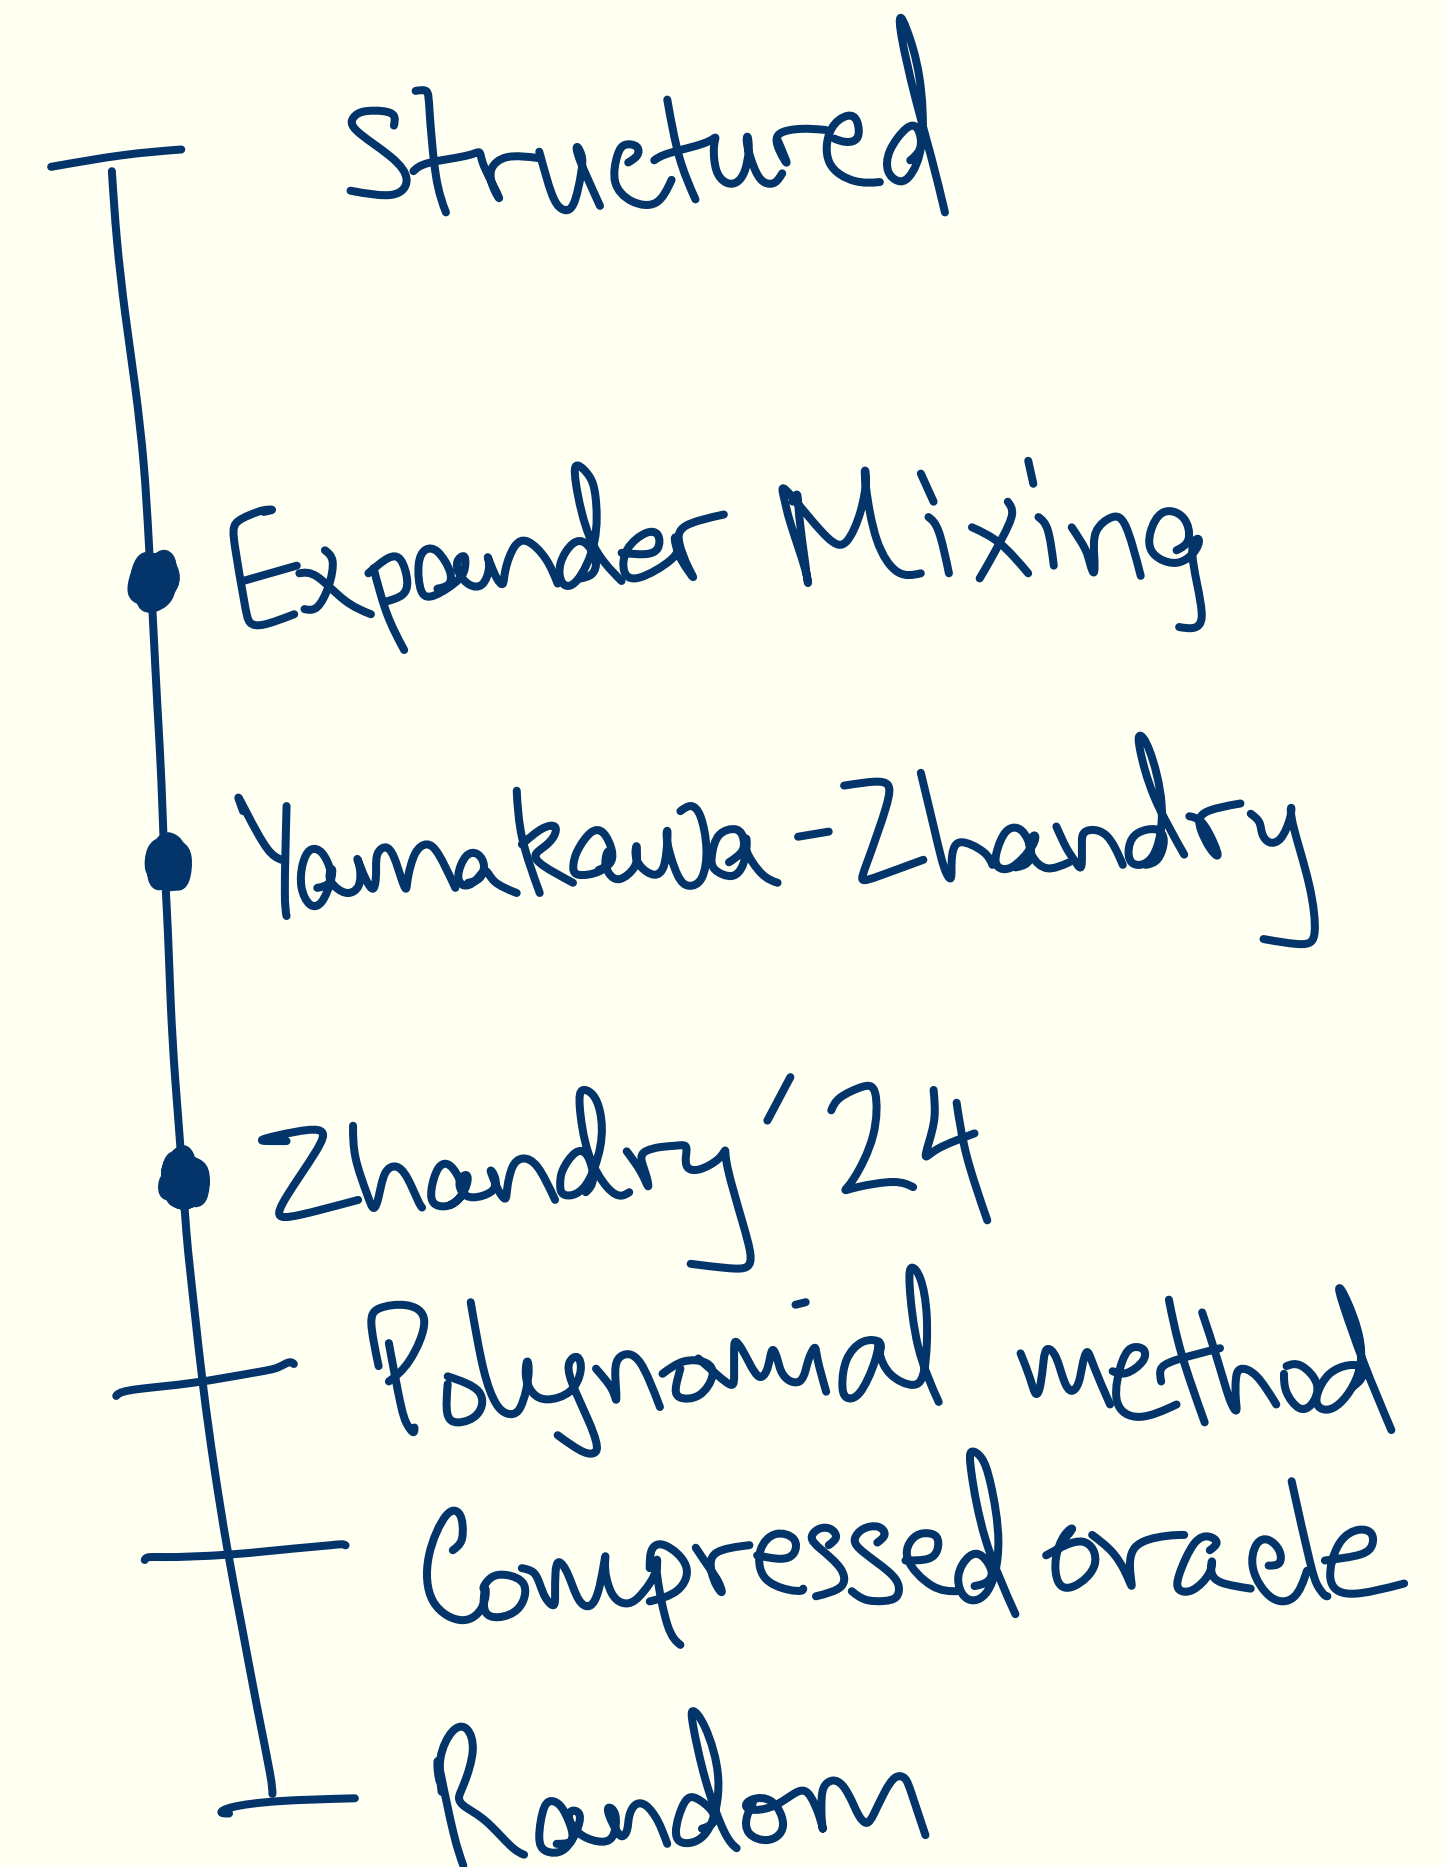 Structured
Expander Mixing
Yamakawa-Zhandry
Zhandry '24
Polynomial method
Compressed oracle
Random